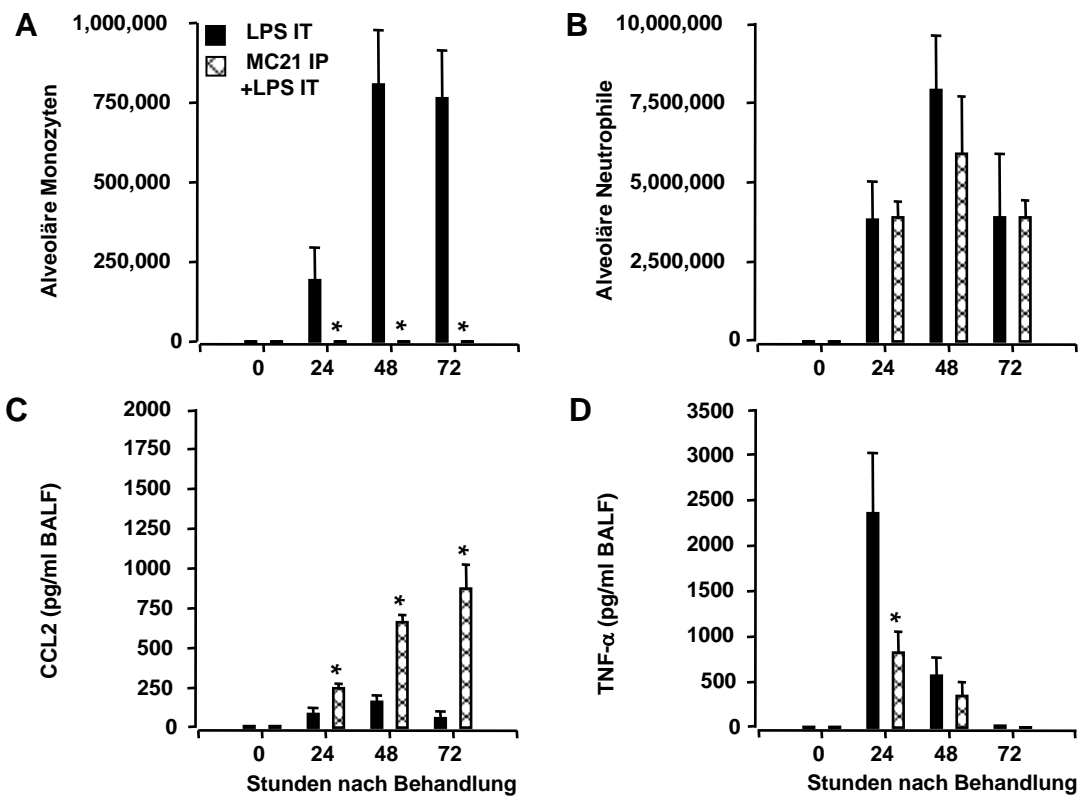 A
1,000,000
750,000
500,000
250,000
0
Alveoläre Monozyten
LPS IT
MC21 IP
+LPS IT
*
*
*
0 24 48 72
B
10,000,000
7,500,000
5,000,000
2,500,000
0
Alveoläre Neutrophile
0 24 48 72
C
2000
1750
1500
1250
1000
750
500
250
0
CCL2 (pg/ml BALF)
*
*
*
0 24 48 72
Stunden nach Behandlung
D
3500
3000
2500
2000
1500
1000
500
0
TNF-α (pg/ml BALF)
*
0 24 48 72
Stunden nach Behandlung